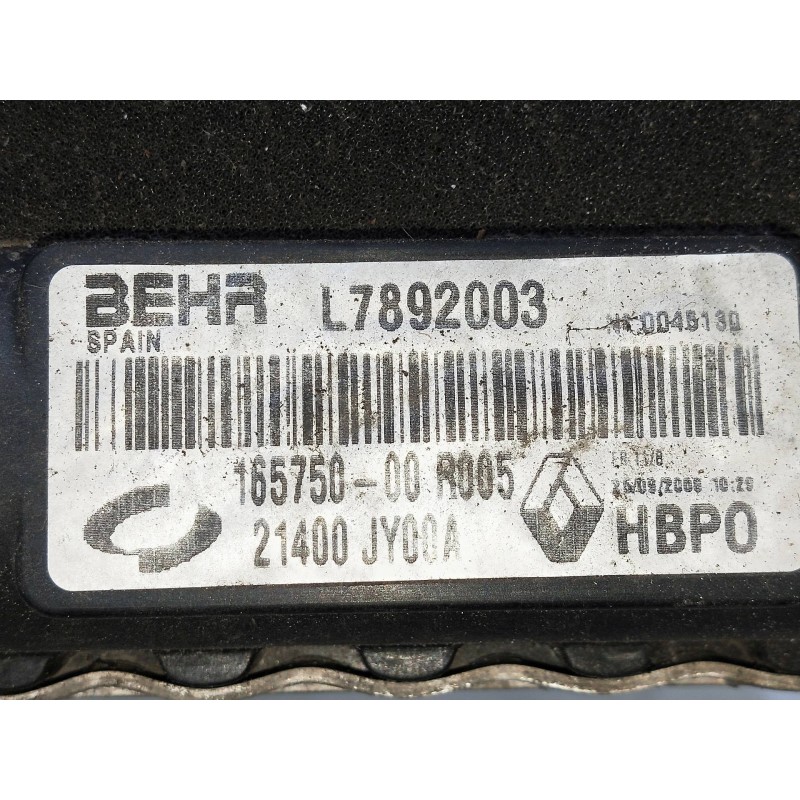 BEHR L7892003
SPAIN
165750-00 R005
21400 JY00A
HBPO